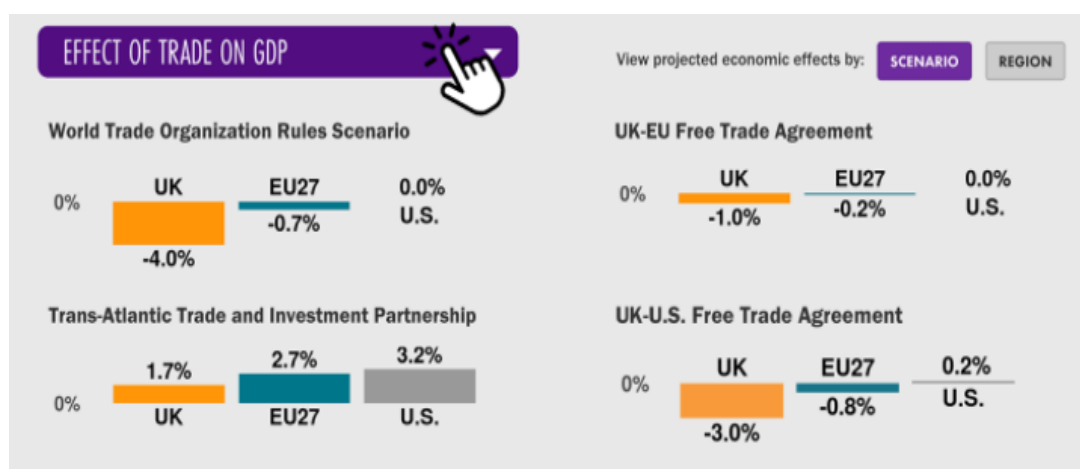 EFFECT OF TRADE ON GDP
View projected economic effects by: SCENARIO REGION
World Trade Organization Rules Scenario
0%
UK EU27 0.0%
-4.0% -0.7% U.S.
UK-EU Free Trade Agreement
0%
UK EU27 0.0%
-1.0% -0.2% U.S.
Trans-Atlantic Trade and Investment Partnership
1.7% 2.7% 3.2%
0%
UK EU27 U.S.
UK-U.S. Free Trade Agreement
UK EU27 0.2%
0%
-3.0% -0.8% U.S.